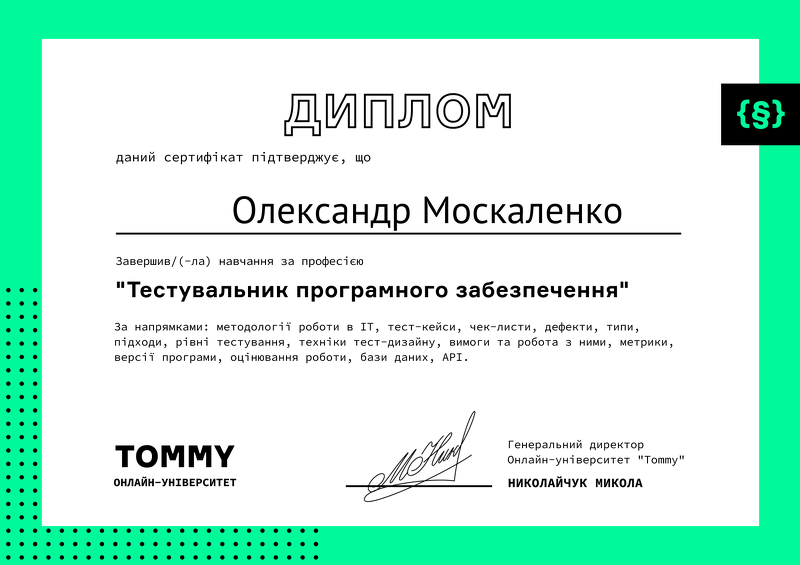 ДИПЛОМ
{§}
даний сертифікат підтверджує, що
Олександр Москаленко
Завершив/(-ла) навчання за професією
"Тестувальник програмного забезпечення"
За напрямками: методології роботи в ІТ, тест-кейси, чек-листи, дефекти, типи,
підходи, рівні тестування, техніки тест-дизайну, вимоги та робота з ними, метрики,
версії програми, оцінювання роботи, бази даних, API.
TOMMY
ОНЛАЙН-УНІВЕРСИТЕТ
Генеральний директор
Онлайн-університет "Tommy"
НИКОЛАЙЧУК МИКОЛА